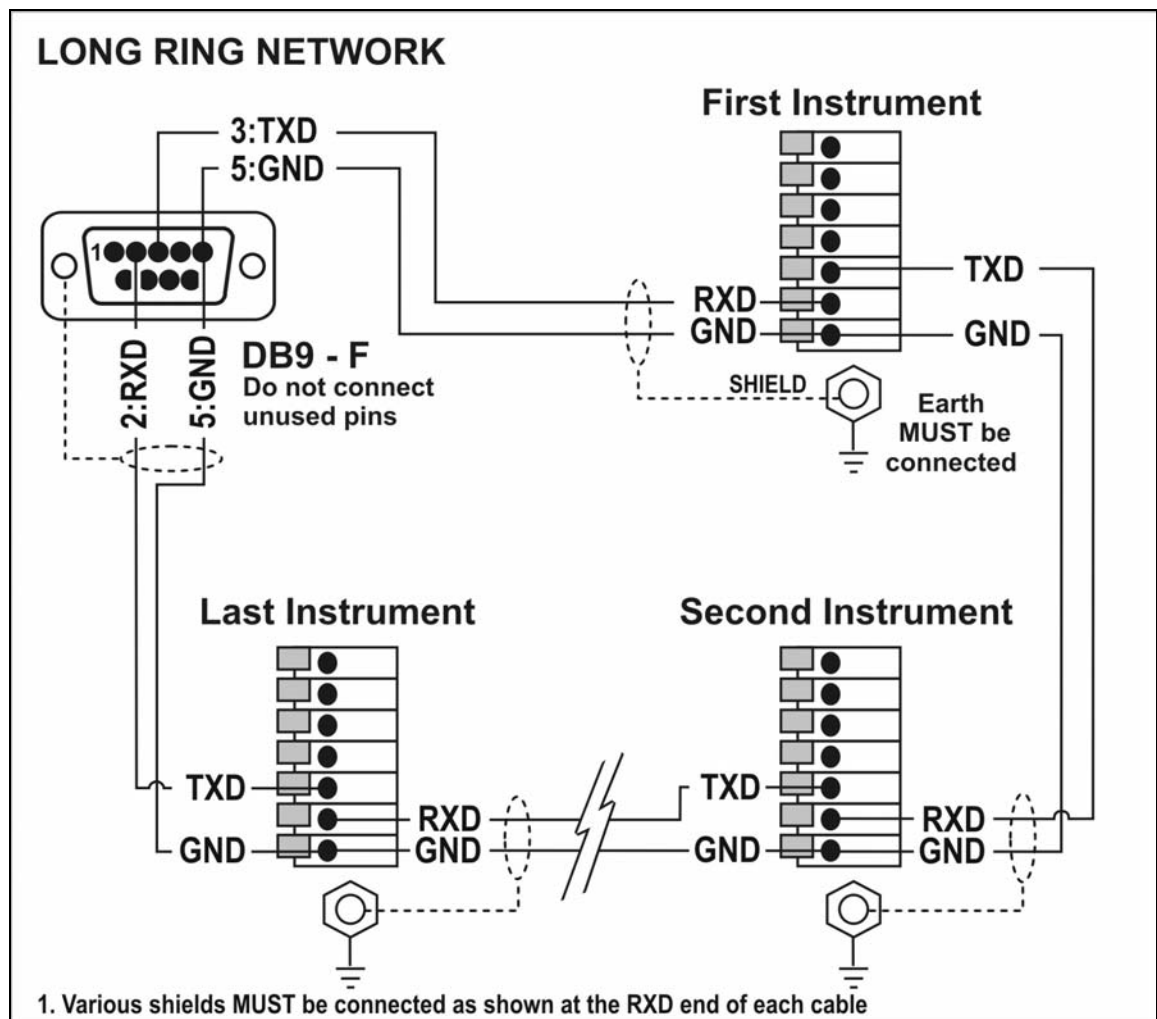 LONG RING NETWORK
First Instrument
3:TXD
5:GND
1
TXD
RXD
GND
GND
2:RXD
5:GND
DB9 - F
Do not connect
unused pins
SHIELD
Earth
MUST be
connected
Last Instrument
Second Instrument
TXD
RXD
GND
GND
TXD
RXD
GND
GND
1. Various shields MUST be connected as shown at the RXD end of each cable